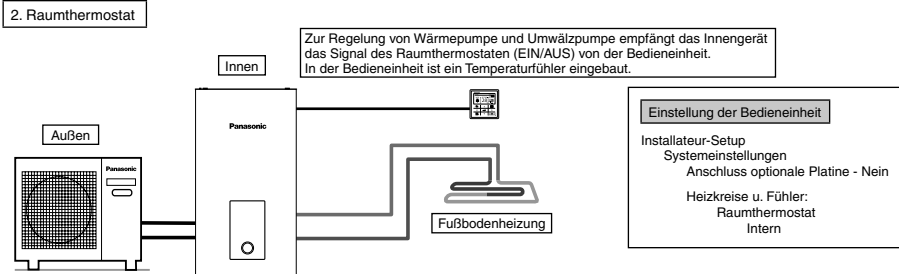 2. Raumthermostat
Zur Regelung von Wärmepumpe und Umwälzpumpe empfängt das Innengerät
das Signal des Raumthermostaten (EIN/AUS) von der Bedieneinheit.
In der Bedieneinheit ist ein Temperaturfühler eingebaut.
Innen
Außen
Panasonic
Panasonic
Fußbodenheizung
Einstellung der Bedieneinheit
Installateur-Setup
Systemeinstellungen
Anschluss optionale Platine - Nein
Heizkreise u. Fühler:
Raumthermostat
Intern